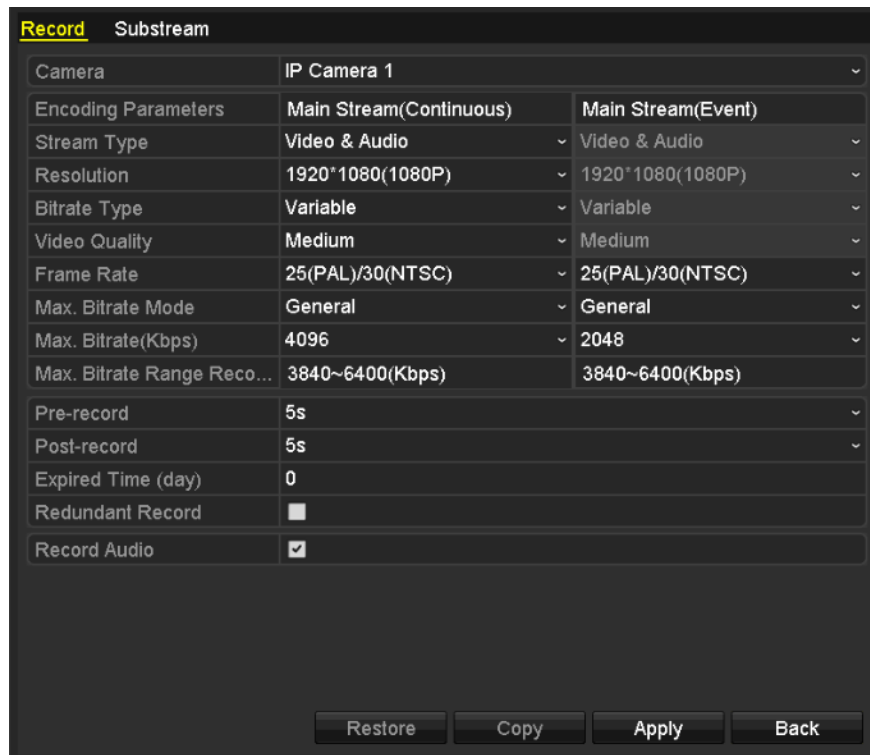 Record Substream
Camera IP Camera 1
Encoding Parameters Main Stream(Continuous) Main Stream(Event)
Stream Type Video & Audio Video & Audio
Resolution 1920*1080(1080P) 1920*1080(1080P)
Bitrate Type Variable Variable
Video Quality Medium Medium
Frame Rate 25(PAL)/30(NTSC) 25(PAL)/30(NTSC)
Max. Bitrate Mode General General
Max. Bitrate(Kbps) 4096 2048
Max. Bitrate Range Reco... 3840~6400(Kbps) 3840~6400(Kbps)
Pre-record 5s
Post-record 5s
Expired Time (day) 0
Redundant Record
Record Audio
Restore Copy Apply Back